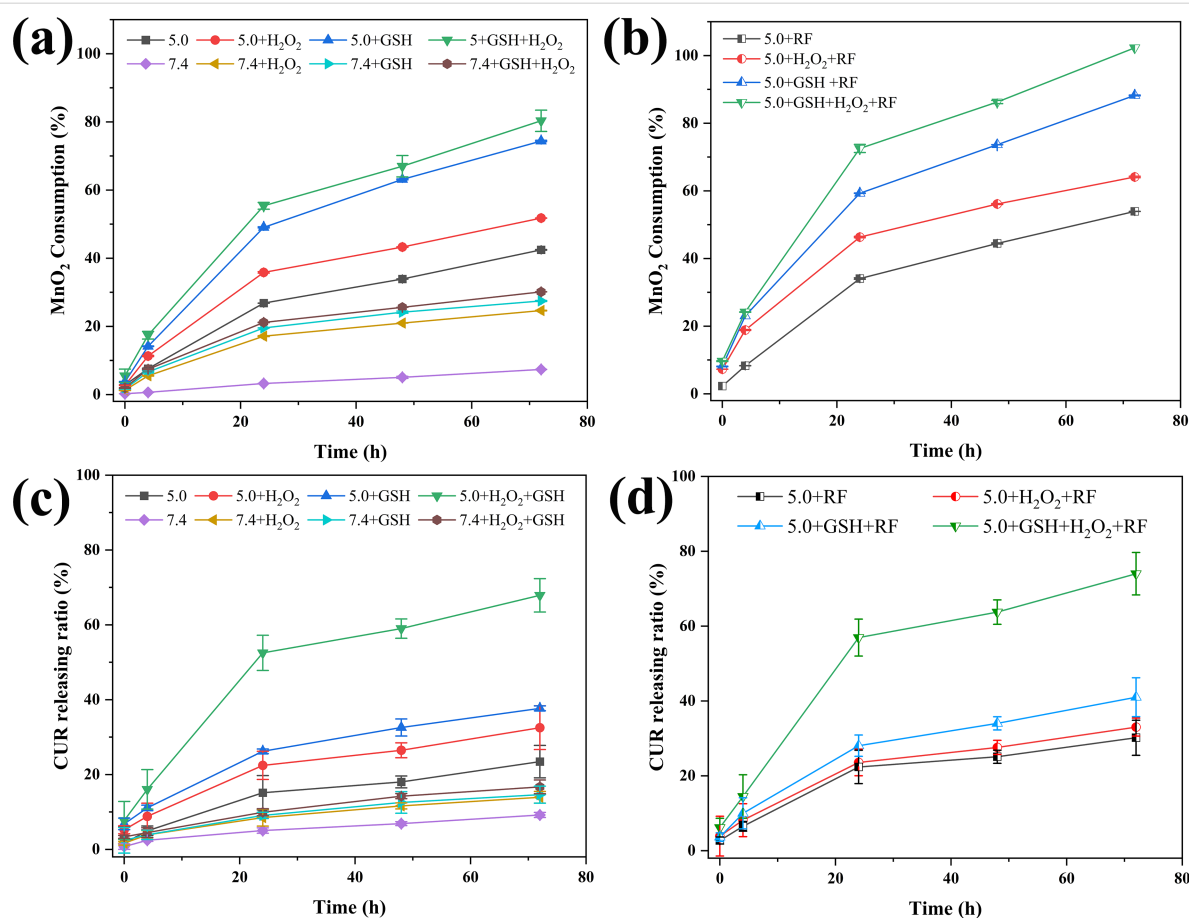 (a)
5.0 5.0+H₂O₂ 5.0+GSH 5+GSH+H₂O₂
7.4 7.4+H₂O₂ 7.4+GSH 7.4+GSH+H₂O₂
MnO₂ Consumption (%)
100
80
60
40
20
0
0 20 40 60 80
Time (h)
(b)
5.0+RF
5.0+H₂O₂+RF
5.0+GSH +RF
5.0+GSH+H₂O₂+RF
MnO₂ Consumption (%)
100
80
60
40
20
0
0 20 40 60 80
Time (h)
(c)
5.0 5.0+H₂O₂ 5.0+GSH 5.0+H₂O₂+GSH
7.4 7.4+H₂O₂ 7.4+GSH 7.4+H₂O₂+GSH
CUR releasing ratio (%)
100
80
60
40
20
0
0 20 40 60 80
Time (h)
(d)
5.0+RF 5.0+H₂O₂+RF
5.0+GSH+RF 5.0+GSH+H₂O₂+RF
CUR releasing ratio (%)
100
80
60
40
20
0
0 20 40 60 80
Time (h)